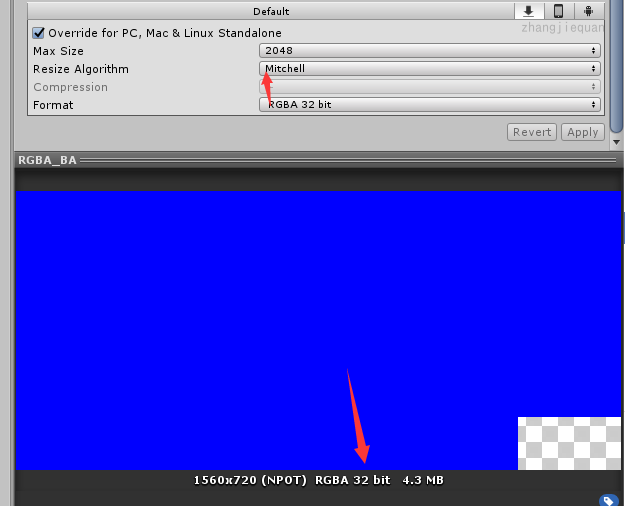 Default
zhangjiequan
Override for PC, Mac & Linux Standalone
Max Size 2048
Resize Algorithm Mitchell
Compression
Format RGBA 32 bit
Revert Apply
RGBA_BA
1560x720 (NPOT) RGBA 32 bit 4.3 MB